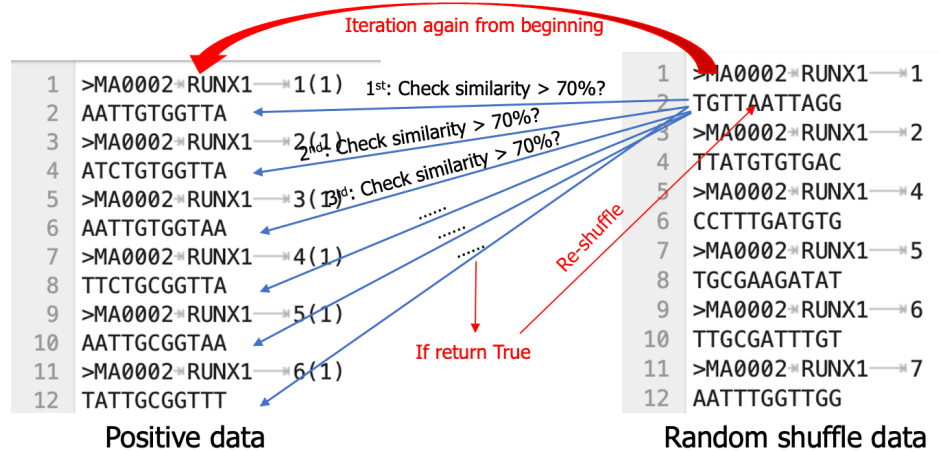 Iteration again from beginning
1 >MA0002 RUNX1 1(1)
2 AATTGTGGTTA
3 >MA0002 RUNX1 2(1)
4 ATCTGTGGTTA
5 >MA0002 RUNX1 3(1)
6 AATTGTGGTAA
7 >MA0002 RUNX1 4(1)
8 TTCTGCGGTTA
9 >MA0002 RUNX1 5(1)
10 AATTGCGGTAA
11 >MA0002 RUNX1 6(1)
12 TATTGCGGTTT
Positive data
1st: Check similarity > 70%?
2nd: Check similarity > 70%?
3rd: Check similarity > 70%?
......
......
......
If return True
Re-shuffle
1 >MA0002 RUNX1 1
2 TGTTAATTAGG
3 >MA0002 RUNX1 2
4 TTATGTGTGAC
5 >MA0002 RUNX1 4
6 CCTTTGATGTG
7 >MA0002 RUNX1 5
8 TGCGAAGATAT
9 >MA0002 RUNX1 6
10 TTGCGATTTGT
11 >MA0002 RUNX1 7
12 AATTTGGTTGG
Random shuffle data